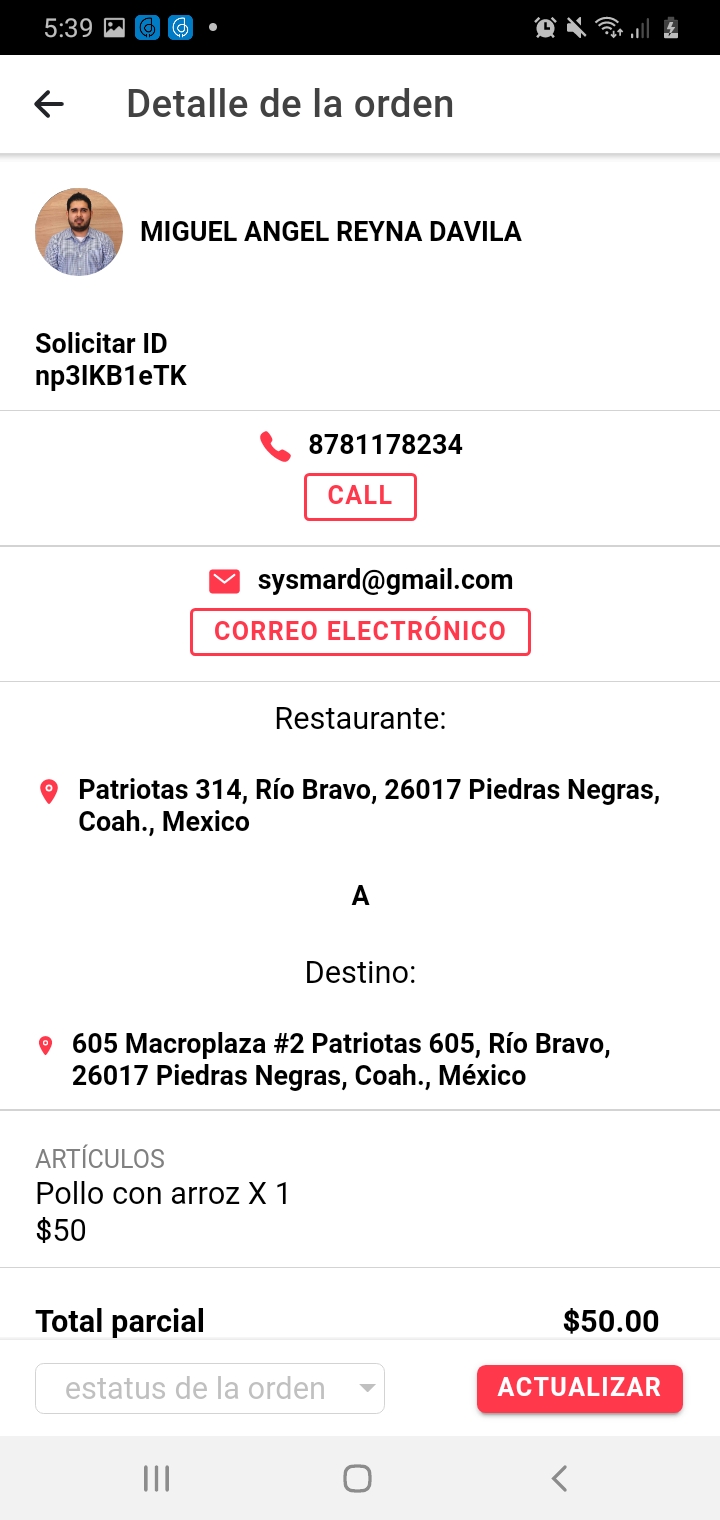 5:39
Detalle de la orden
MIGUEL ANGEL REYNA DAVILA
Solicitar ID
np3IKB1eTK
8781178234
CALL
sysmard@gmail.com
CORREO ELECTRÓNICO
Restaurante:
Patriotas 314, Río Bravo, 26017 Piedras Negras,
Coah., Mexico
A
Destino:
605 Macroplaza #2 Patriotas 605, Río Bravo,
26017 Piedras Negras, Coah., México
ARTÍCULOS
Pollo con arroz X 1
$50
Total parcial $50.00
estatus de la orden ACTUALIZAR